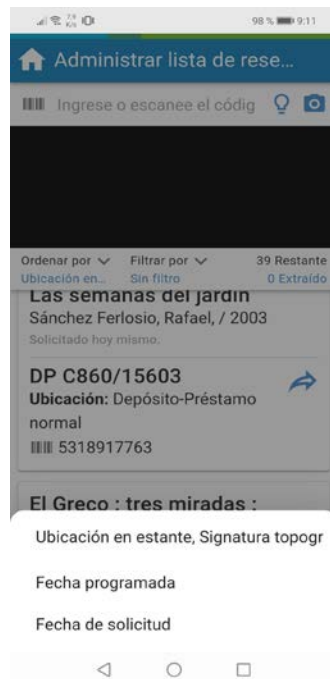 7,9
K/s
98 % 9:11
Administrar lista de rese...
Ingrese o escanee el códig
Ordenar por
Filtrar por
39 Restante
Ubicación en...
Sin filtro
0 Extraído
Las semanas del jardín
Sánchez Ferlosio, Rafael, / 2003
Solicitado hoy mismo.
DP C860/15603
Ubicación: Depósito-Préstamo
normal
5318917763
El Greco : tres miradas :
Ubicación en estante, Signatura topogr
Fecha programada
Fecha de solicitud